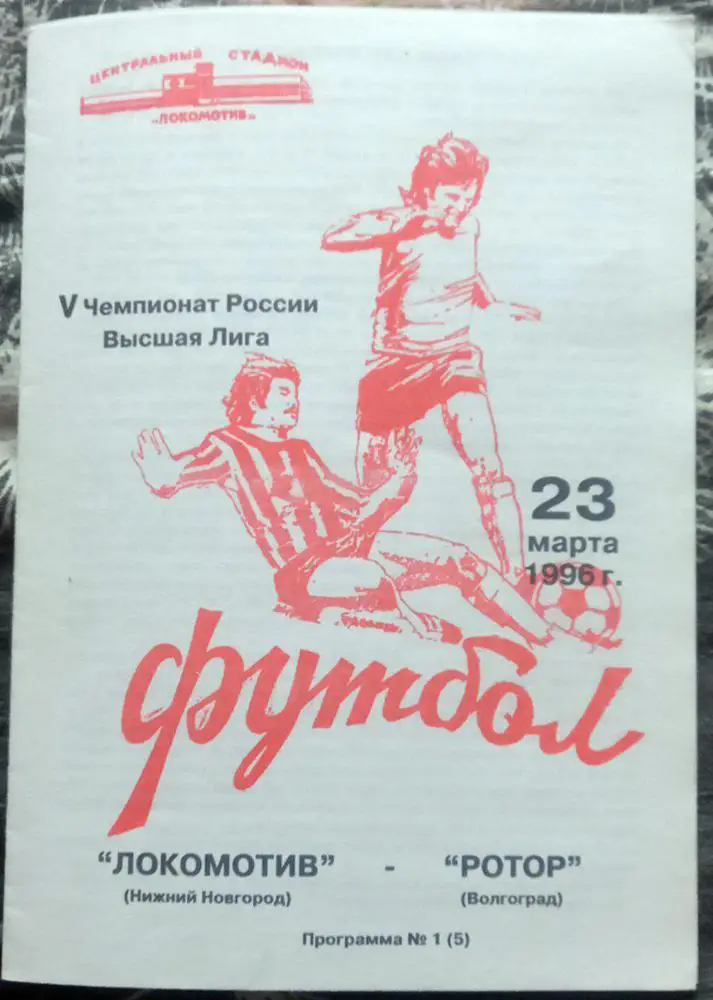 ЦЕНТРАЛЬНЫЙ СТАДИОН
„ЛОКОМОТИВ“
V Чемпионат России
Высшая Лига
23
марта
1996 г.
футбол
“ЛОКОМОТИВ” - “РОТОР”
(Нижний Новгород) (Волгоград)
Программа № 1 (5)